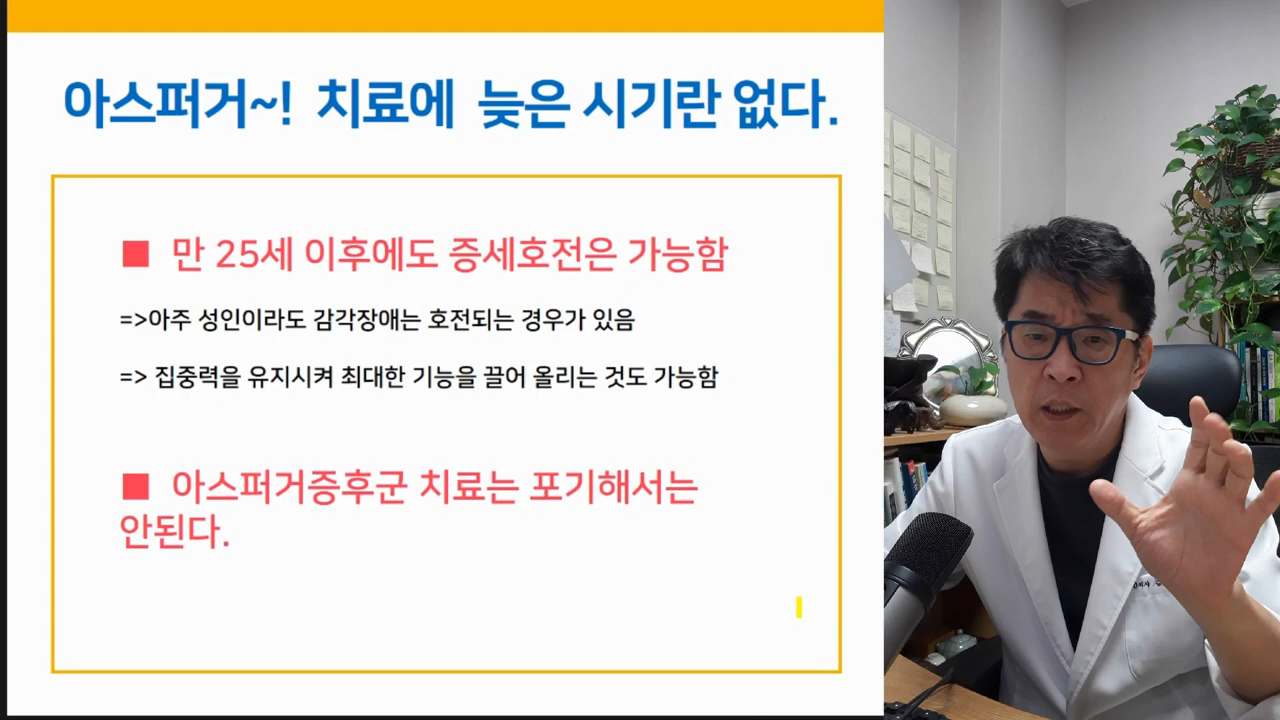 아스퍼거~! 치료에 늦은 시기란 없다.
■ 만 25세 이후에도 증세호전은 가능함
=>아주 성인이라도 감각장애는 호전되는 경우가 있음
=> 집중력을 유지시켜 최대한 기능을 끌어 올리는 것도 가능함
■ 아스퍼거증후군 치료는 포기해서는
안된다.